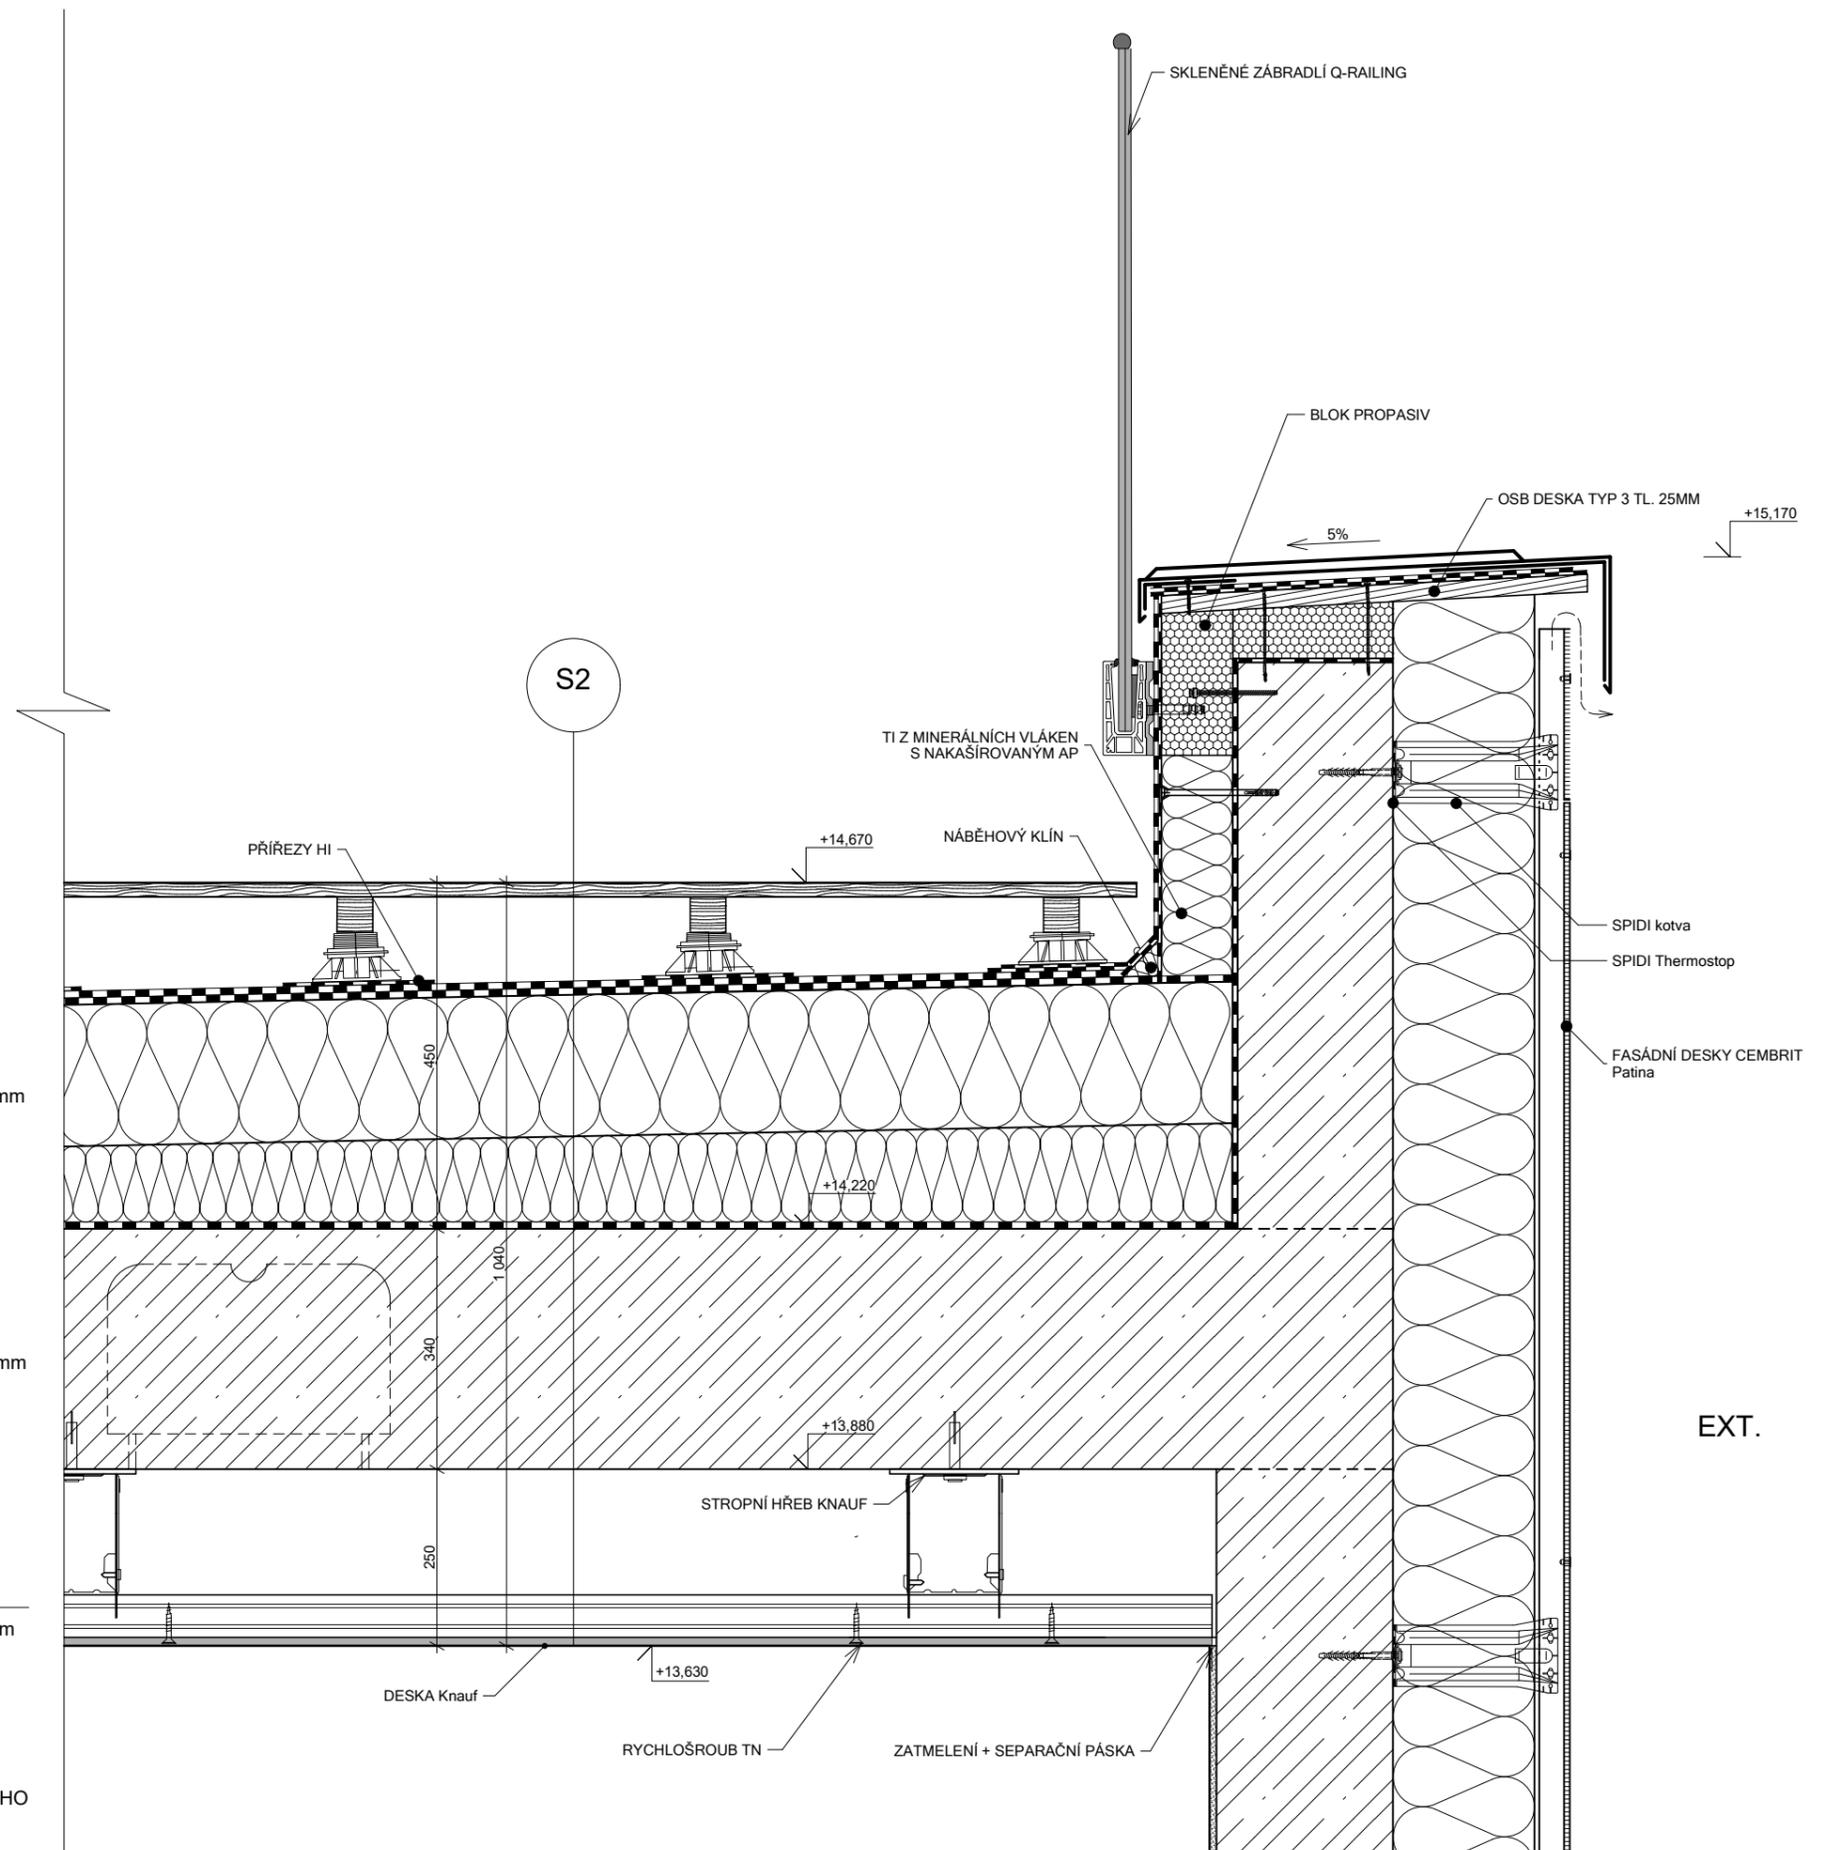 SKLENĚNÉ ZÁBRADLÍ Q-RAILING
BLOK PROPASIV
OSB DESKA TYP 3 TL. 25MM
+15,170
5%
S2
TI Z MINERÁLNÍCH VLÁKEN
S NAKAŠÍROVANÝM AP
NÁBĚHOVÝ KLÍN
+14,670
PŘÍŘEZY HI
SPIDI kotva
SPIDI Thermostop
FASÁDNÍ DESKY CEMBRIT
Patina
450
mm
+14,220
1 040
340
mm
+13,880
EXT.
STROPNÍ HŘEB KNAUF
250
m
+13,630
DESKA Knauf
RYCHLOŠROUB TN
ZATMELENÍ + SEPARAČNÍ PÁSKA
HO